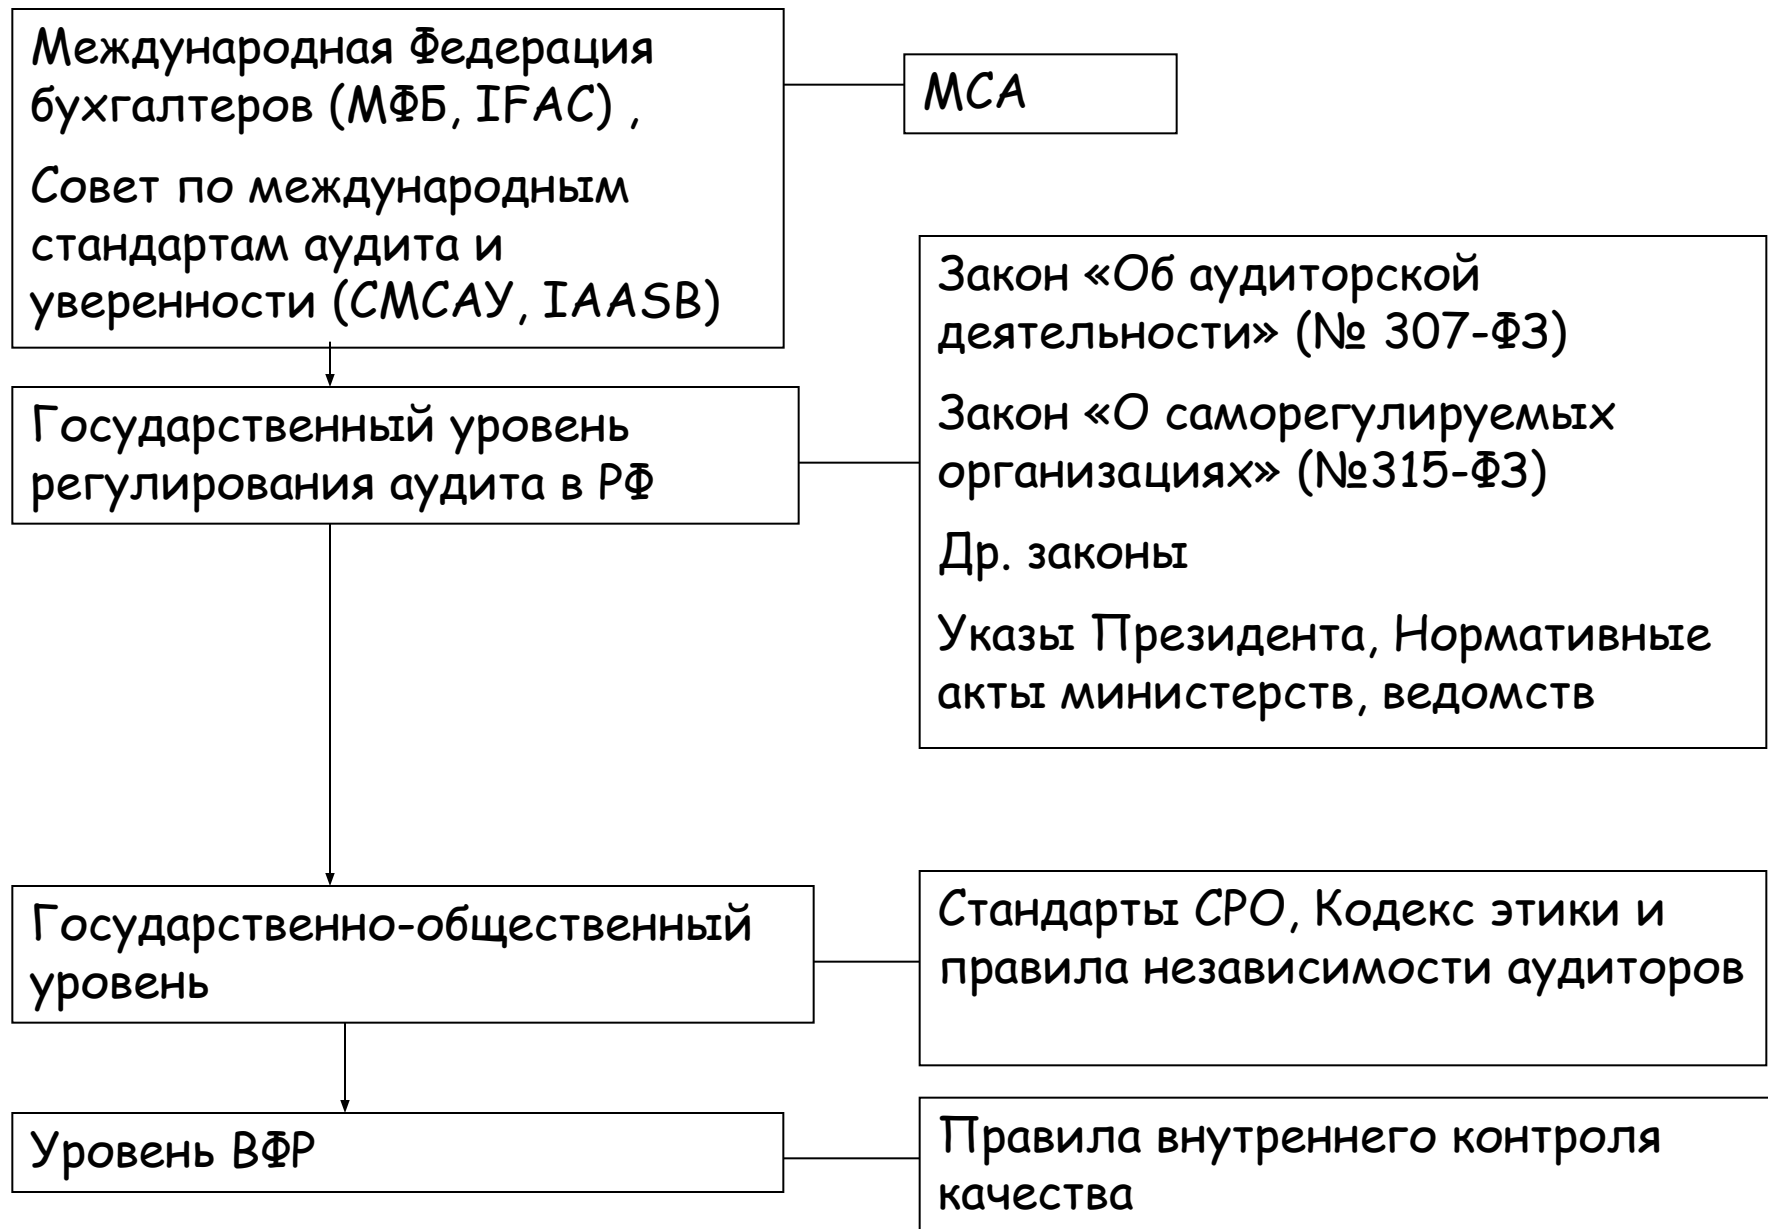 Международная Федерация
бухгалтеров (МФБ, IFAC) ,
Совет по международным
стандартам аудита и
уверенности (СМСАУ, IAASB)
МСА
Государственный уровень
регулирования аудита в РФ
Закон «Об аудиторской
деятельности» (№ 307-ФЗ)
Закон «О саморегулируемых
организациях» (№315-ФЗ)
Др. законы
Указы Президента, Нормативные
акты министерств, ведомств
Государственно-общественный
уровень
Стандарты СРО, Кодекс этики и
правила независимости аудиторов
Уровень ВФР
Правила внутреннего контроля
качества